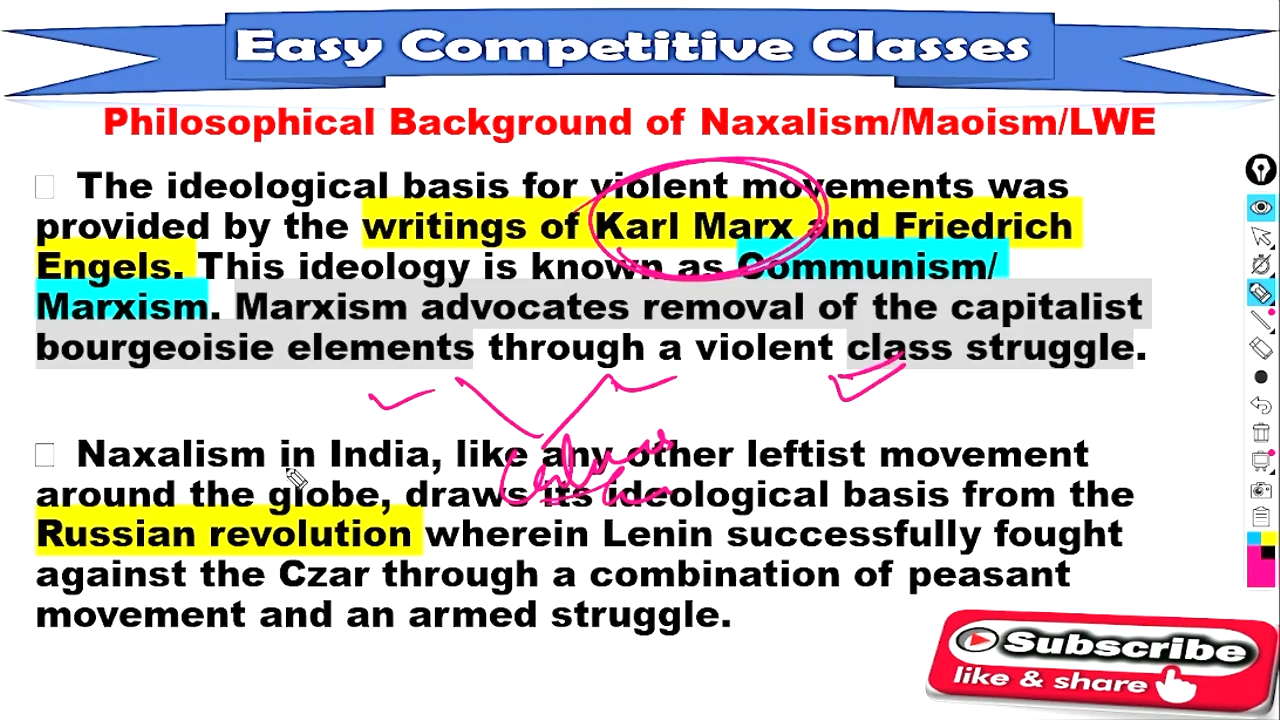 Easy Competitive Classes
Philosophical Background of Naxalism/Maoism/LWE
The ideological basis for violent movements was
provided by the writings of Karl Marx and Friedrich
Engels. This ideology is known as Communism/
Marxism. Marxism advocates removal of the capitalist
bourgeoisie elements through a violent class struggle.
Naxalism in India, like any other leftist movement
around the globe, draws its ideological basis from the
Russian revolution wherein Lenin successfully fought
against the Czar through a combination of peasant
movement and an armed struggle.
Subscribe
like & share